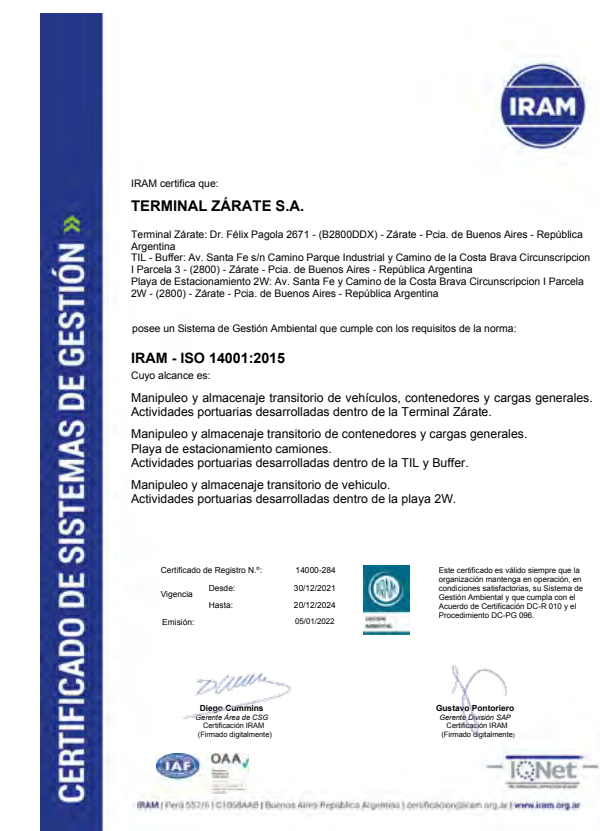 CERTIFICADO DE SISTEMAS DE GESTIÓN »
IRAM
IRAM certifica que:
TERMINAL ZÁRATE S.A.
Terminal Zárate: Dr. Félix Pagola 2671 - (B2800DDX) - Zárate - Pcia. de Buenos Aires - República
Argentina
TIL - Buffer: Av. Santa Fe s/n Camino Parque Industrial y Camino de la Costa Brava Circunscripcion
I Parcela 3 - (2800) - Zárate - Pcia. de Buenos Aires - República Argentina
Playa de Estacionamiento 2W: Av. Santa Fe y Camino de la Costa Brava Circunscripcion I Parcela
2W - (2800) - Zárate - Pcia. de Buenos Aires - República Argentina
posee un Sistema de Gestión Ambiental que cumple con los requisitos de la norma:
IRAM - ISO 14001:2015
Cuyo alcance es:
Manipuleo y almacenaje transitorio de vehículos, contenedores y cargas generales.
Actividades portuarias desarrolladas dentro de la Terminal Zárate.
Manipuleo y almacenaje transitorio de contenedores y cargas generales.
Playa de estacionamiento camiones.
Actividades portuarias desarrolladas dentro de la TIL y Buffer.
Manipuleo y almacenaje transitorio de vehiculo.
Actividades portuarias desarrolladas dentro de la playa 2W.
Certificado de Registro N.º: 14000-284
Vigencia Desde: 30/12/2021
Hasta: 20/12/2024
Emisión: 05/01/2022
IRAM
GESTIÓN
AMBIENTAL
Este certificado es válido siempre que la
organización mantenga en operación, en
condiciones satisfactorias, su Sistema de
Gestión Ambiental y que cumpla con el
Acuerdo de Certificación DC-R 010 y el
Procedimiento DC-PG 096.
Diego Cummins
Gerente Área de CSG
Certificación IRAM
(Firmado digitalmente)
Gustavo Pontoriero
Gerente División SAP
Certificación IRAM
(Firmado digitalmente)
IAF
OAA
IQNet
IRAM | Perú 552/6 | C1068AAB | Buenos Aires República Argentina | certificacion@iram.org.ar | www.iram.org.ar